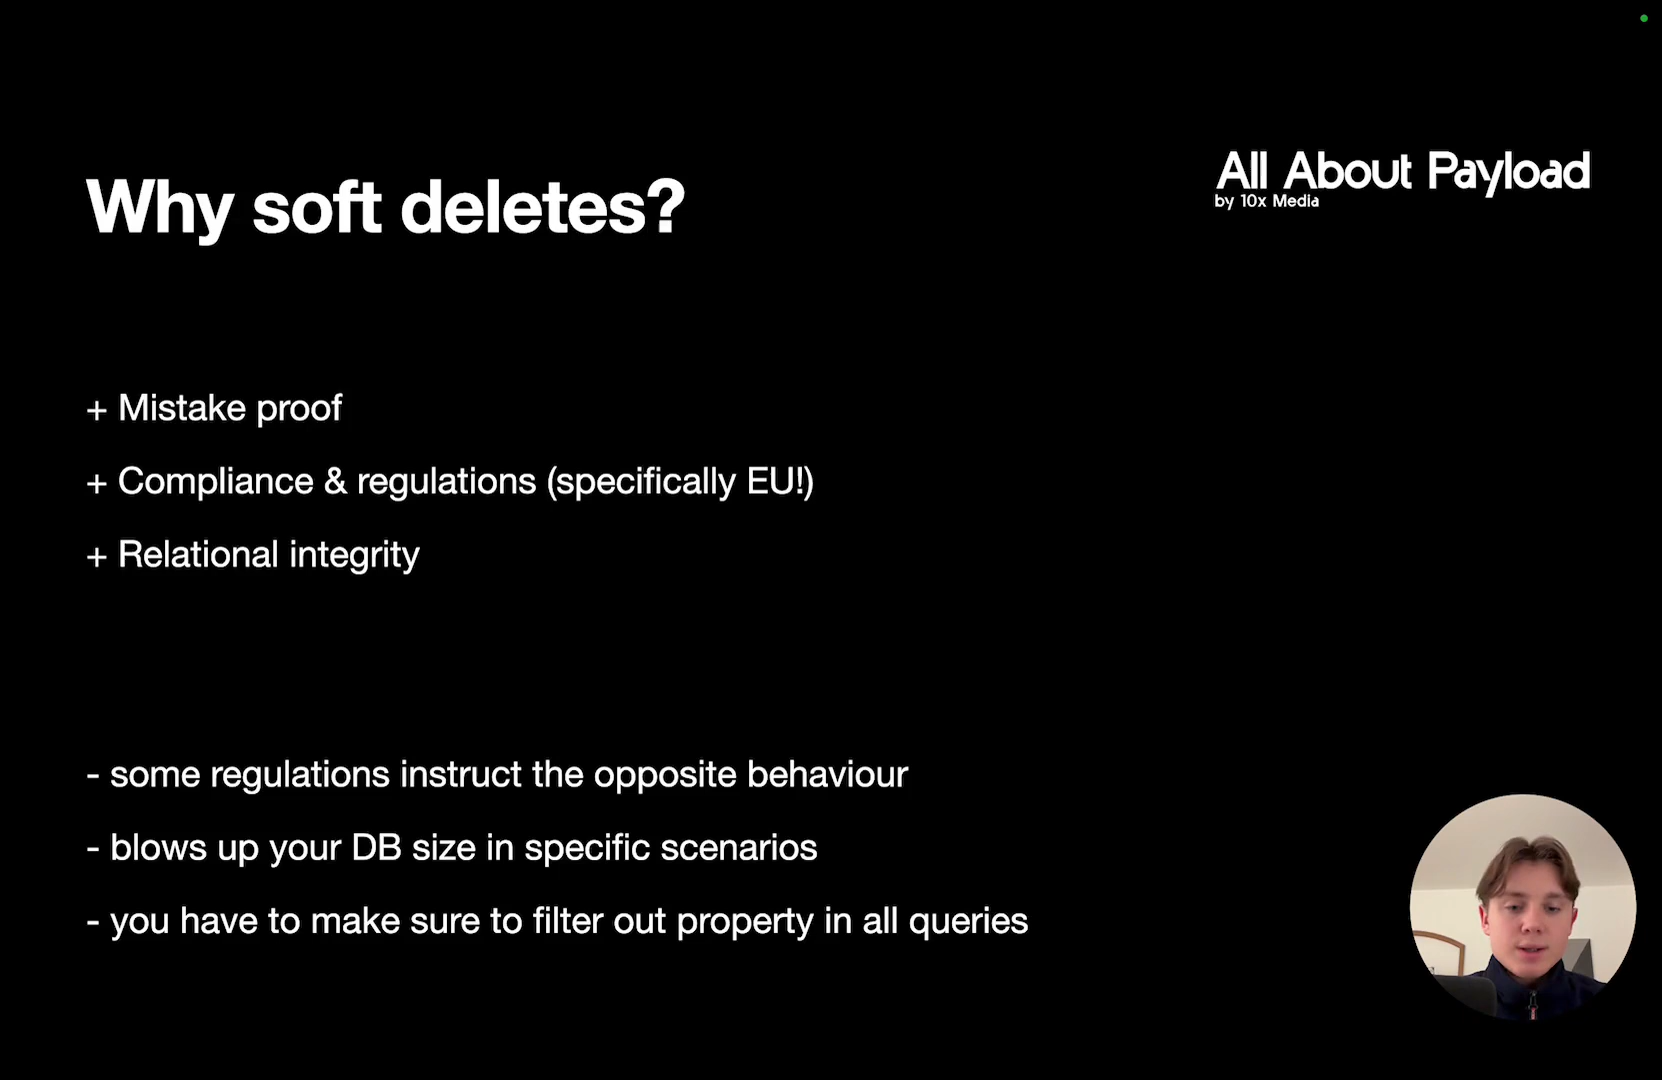 All About Payload
by 10x Media
Why soft deletes?
+ Mistake proof
+ Compliance & regulations (specifically EU!)
+ Relational integrity
- some regulations instruct the opposite behaviour
- blows up your DB size in specific scenarios
- you have to make sure to filter out property in all queries